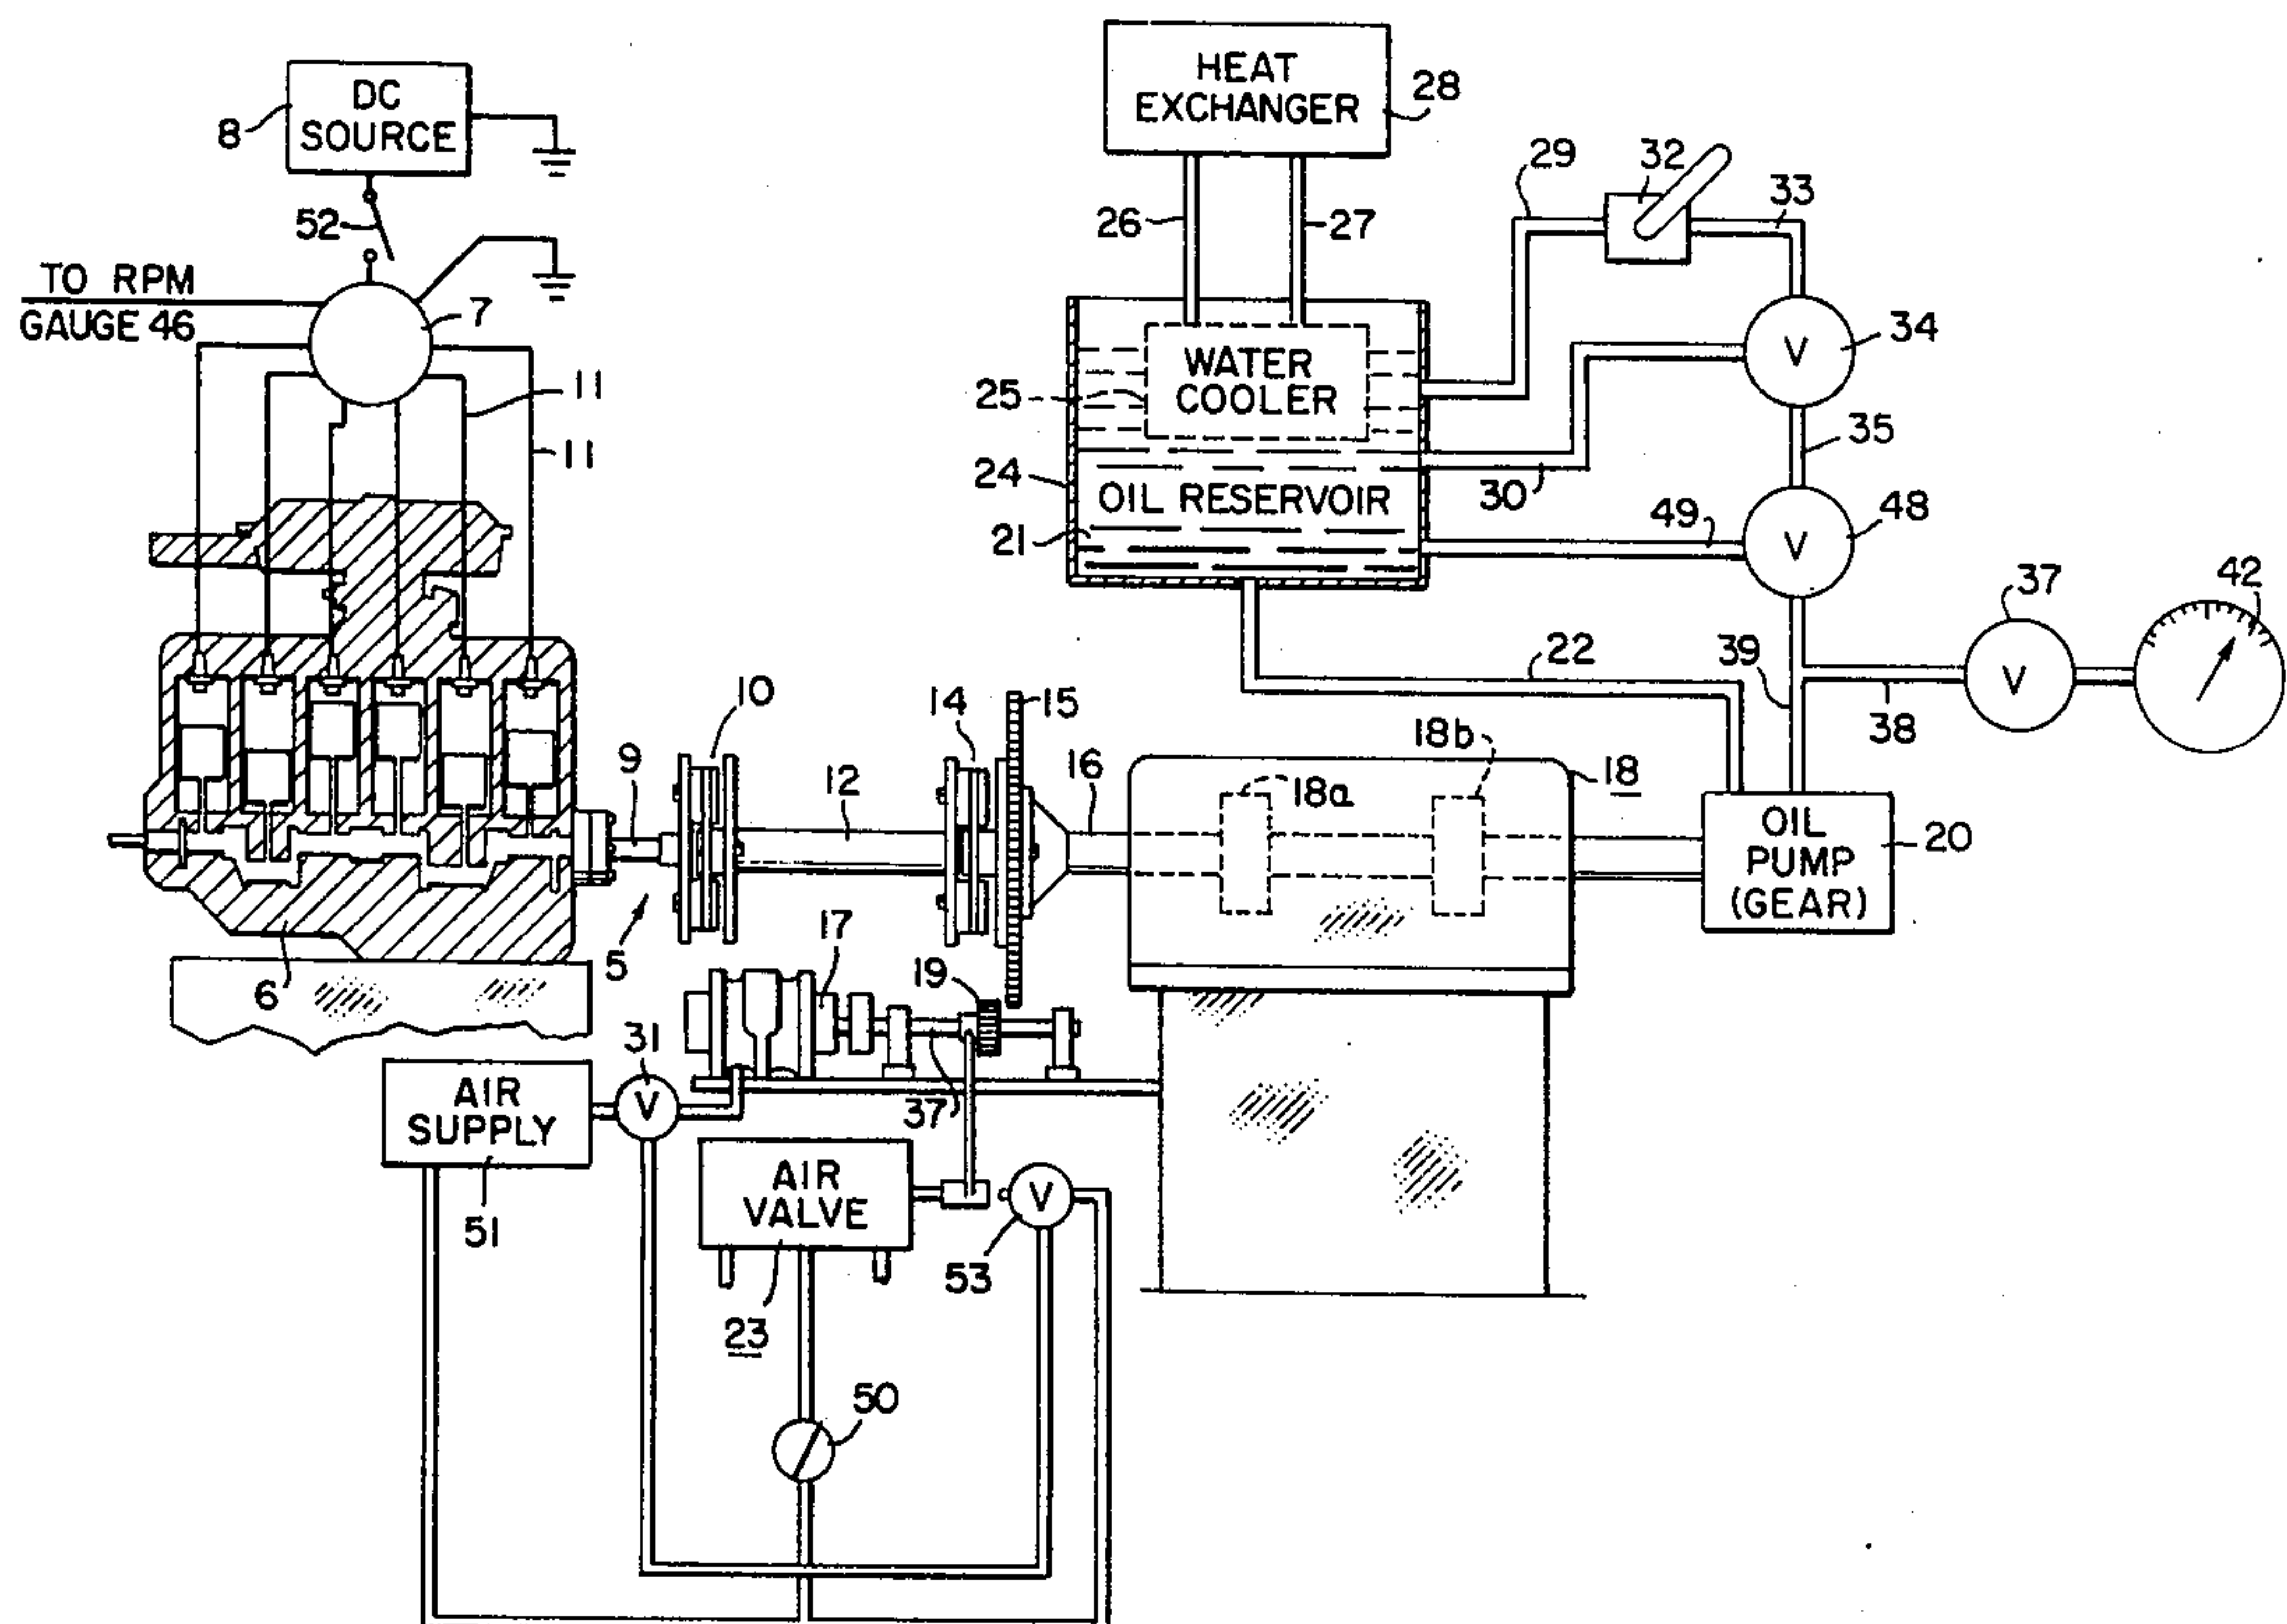 HEAT
EXCHANGER
28
DC
SOURCE
8
52
TO RPM
GAUGE 46
7
11
11
26
27
29
32
33
WATER
COOLER
25
34
V
35
24
OIL RESERVOIR
21
30
49
48
V
37
V
42
39
38
22
10
9
12
14
15
16
18a
18b
18
OIL
PUMP
(GEAR)
20
5
6
17
19
37
31
V
AIR
SUPPLY
51
AIR
VALVE
23
V
53
50